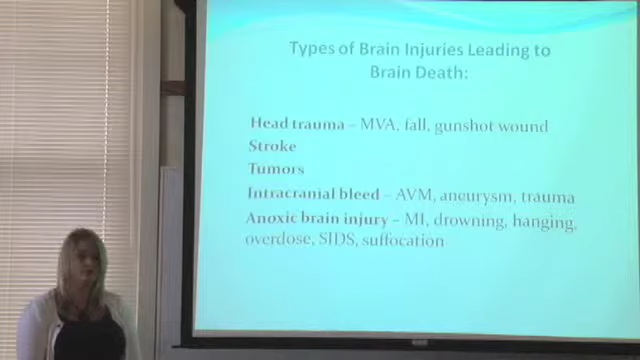 Types of Brain Injuries Leading to
Brain Death:
Head trauma – MVA, fall, gunshot wound
Stroke
Tumors
Intracranial bleed – AVM, aneurysm, trauma
Anoxic brain injury – MI, drowning, hanging,
overdose, SIDS, suffocation